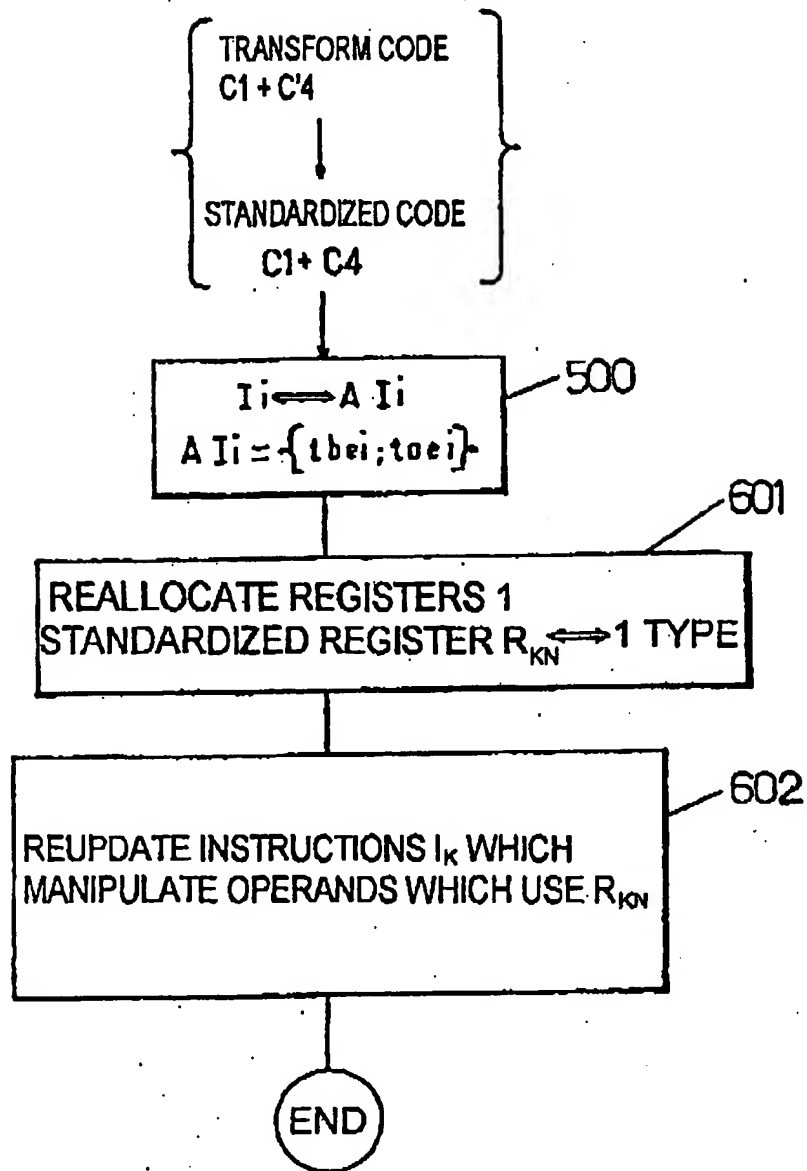 TRANSFORM CODE
C1 + C'4
STANDARDIZED CODE
C1+ C4
Ii⟺A Ii
A Ii = {tbei;taei}
500
601
REALLOCATE REGISTERS 1
STANDARDIZED REGISTER R_KN⟺1 TYPE
602
REUPDATE INSTRUCTIONS I_K WHICH
MANIPULATE OPERANDS WHICH USE R_KN
END